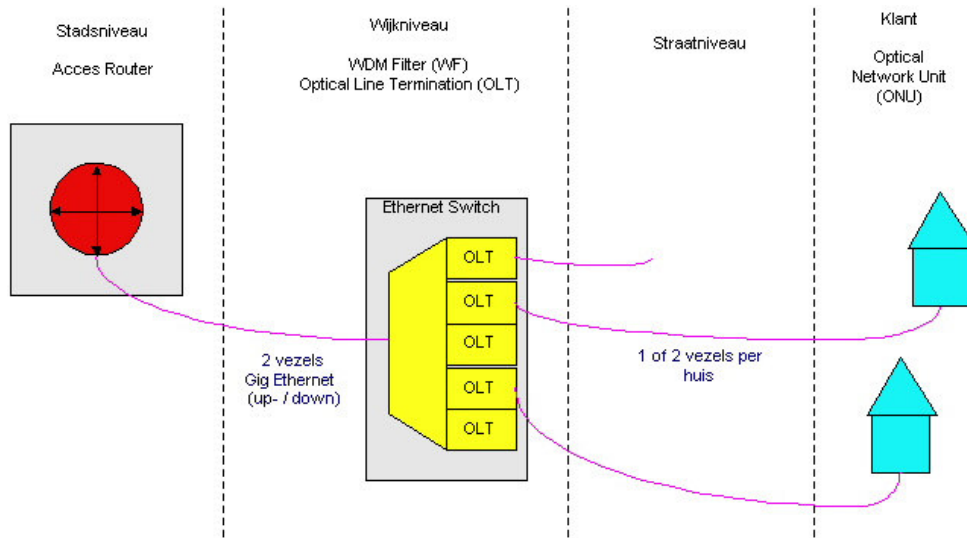 Stadsniveau
Acces Router
Wijkniveau
WDM Filter (WF)
Optical Line Termination (OLT)
Straatniveau
Klant
Optical
Network Unit
(ONU)
Ethernet Switch
OLT
OLT
OLT
OLT
OLT
2 vezels
Gig Ethernet
(up- / down)
1 of 2 vezels per
huis